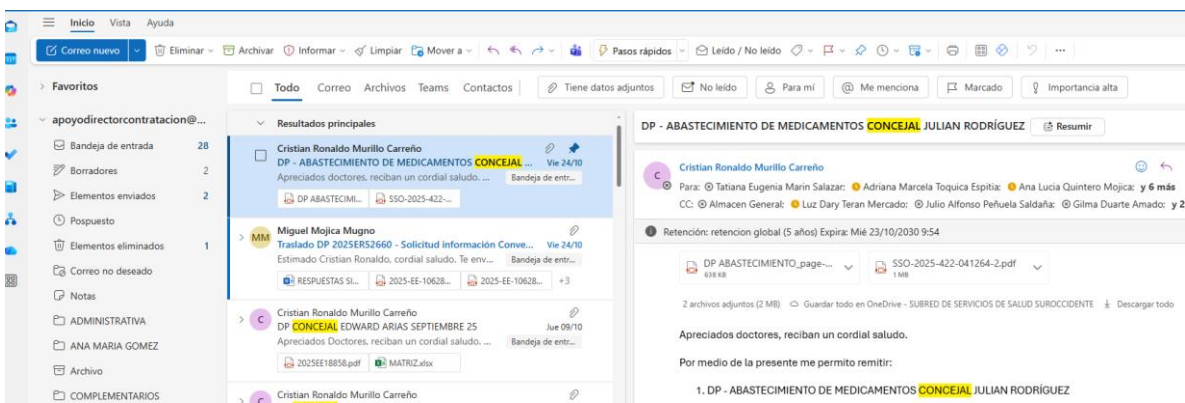 Inicio Vista Ayuda
Correo nuevo Eliminar Archivar Informar Limpiar Mover a Pasos rápidos Leído / No leído
Favoritos
apoyodirectorcontratacion@...
Bandeja de entrada 28
Borradores 2
Elementos enviados 2
Pospuesto
Elementos eliminados 1
Correo no deseado
Notas
ADMINISTRATIVA
ANA MARIA GOMEZ
Archivo
COMPLEMENTARIOS
Todo Correo Archivos Teams Contactos Tiene datos adjuntos No leído Para mí Me menciona Marcado Importancia alta
Resultados principales
Cristian Ronaldo Murillo Carreño
DP - ABASTECIMIENTO DE MEDICAMENTOS CONCEJAL ... Vie 24/10
Apreciados doctores, reciban un cordial saludo. ... Bandeja de entr...
DP ABASTECIMI... SSO-2025-422-...
MM Miguel Mojica Mugno
Traslado DP 2025ER52660 - Solicitud información Conve... Vie 24/10
Estimado Cristian Ronaldo, cordial saludo. Te env... Bandeja de entr...
RESPUESTAS SI... 2025-EE-10628... 2025-EE-10628... +3
C Cristian Ronaldo Murillo Carreño
DP CONCEJAL EDWARD ARIAS SEPTIEMBRE 25 Jue 09/10
Apreciados Doctores, reciban un cordial saludo. ... Bandeja de entr...
2025EE18858.pdf MATRIZ.xlsx
C Cristian Ronaldo Murillo Carreño
DP - ABASTECIMIENTO DE MEDICAMENTOS CONCEJAL JULIAN RODRÍGUEZ Resumir
C Cristian Ronaldo Murillo Carreño
Para: Tatiana Eugenia Marin Salazar; Adriana Marcela Toquica Espitia; Ana Lucia Quintero Mojica; y 6 más
CC: Almacen General; Luz Dary Teran Mercado; Julio Alfonso Peñuela Saldaña; Gilma Duarte Amado; y 2
Retención: retencion global (5 años) Expira: Mié 23/10/2030 9:54
DP ABASTECIMIENTO_page-... SSO-2025-422-041264-2.pdf
638 KB 1 MB
2 archivos adjuntos (2 MB) Guardar todo en OneDrive - SUBRED DE SERVICIOS DE SALUD SUROCCIDENTE Descargar todo
Apreciados doctores, reciban un cordial saludo.
Por medio de la presente me permito remitir:
1. DP - ABASTECIMIENTO DE MEDICAMENTOS CONCEJAL JULIAN RODRÍGUEZ